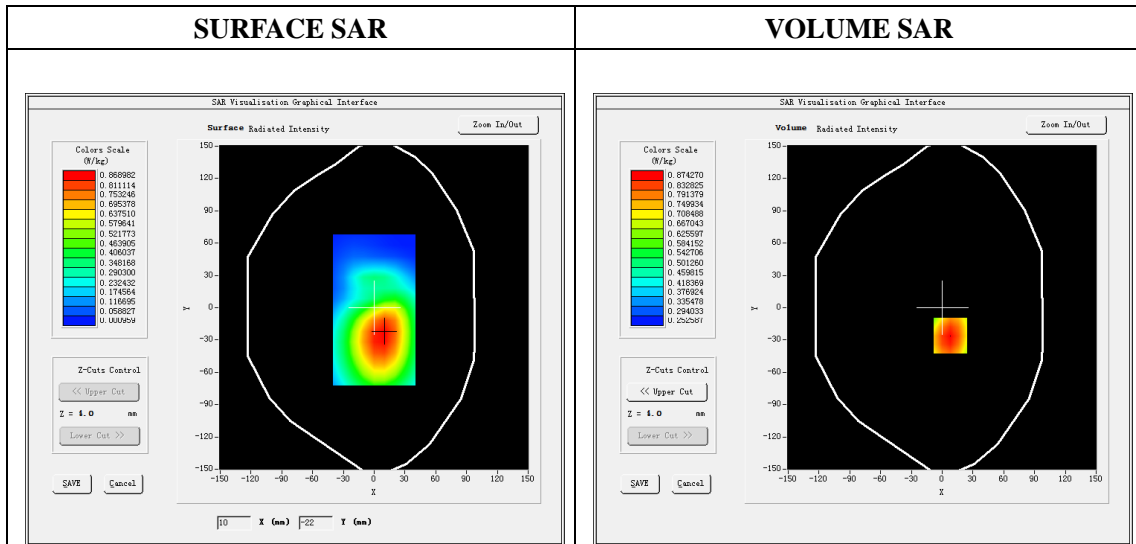 SURFACE SAR
SAR Visualisation Graphical Interface
Surface Radiated Intensity
Zoom In/Out
Colors Scale
(W/kg)
0.868982
0.811114
0.753246
0.695378
0.637510
0.579641
0.521773
0.463905
0.406037
0.348168
0.290300
0.232432
0.174564
0.116695
0.058827
0.000959
150
90
60
30
0
-30
-60
-90
-120
-150
Y
-150 -120 -90 -60 -30 0 30 60 90 120 150
X
Z-Cuts Control
<< Upper Cut
Z = 4.0 mm
Lower Cut >>
SAVE Cancel
10 X (mm) -22 Y (mm)
VOLUME SAR
SAR Visualisation Graphical Interface
Volume Radiated Intensity
Zoom In/Out
Colors Scale
(W/kg)
0.874270
0.832825
0.791379
0.749934
0.708488
0.667043
0.625597
0.584152
0.542706
0.501260
0.459815
0.418369
0.376924
0.335478
0.294033
0.252587
150
90
60
30
0
-30
-60
-90
-120
-150
Y
-150 -120 -90 -60 -30 0 30 60 90 120 150
X
Z-Cuts Control
<< Upper Cut
Z = 4.0 mm
Lower Cut >>
SAVE Cancel